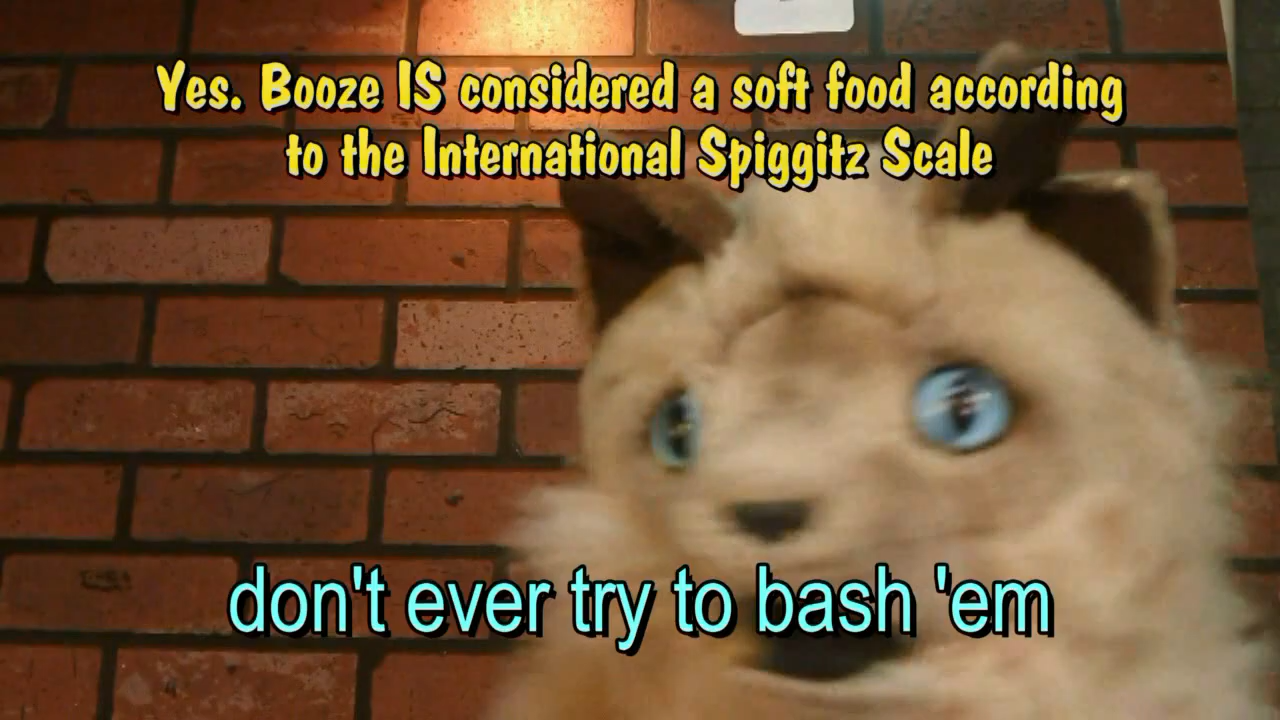 Yes. Booze IS considered a soft food according
to the International Spiggitz Scale
don't ever try to bash 'em